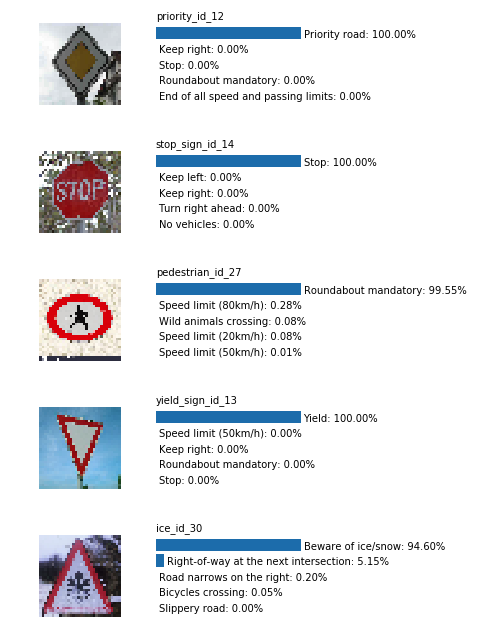 priority_id_12
Priority road: 100.00%
Keep right: 0.00%
Stop: 0.00%
Roundabout mandatory: 0.00%
End of all speed and passing limits: 0.00%
stop_sign_id_14
STOP
Stop: 100.00%
Keep left: 0.00%
Keep right: 0.00%
Turn right ahead: 0.00%
No vehicles: 0.00%
pedestrian_id_27
Roundabout mandatory: 99.55%
Speed limit (80km/h): 0.28%
Wild animals crossing: 0.08%
Speed limit (20km/h): 0.08%
Speed limit (50km/h): 0.01%
yield_sign_id_13
Yield: 100.00%
Speed limit (50km/h): 0.00%
Keep right: 0.00%
Roundabout mandatory: 0.00%
Stop: 0.00%
ice_id_30
Beware of ice/snow: 94.60%
Right-of-way at the next intersection: 5.15%
Road narrows on the right: 0.20%
Bicycles crossing: 0.05%
Slippery road: 0.00%